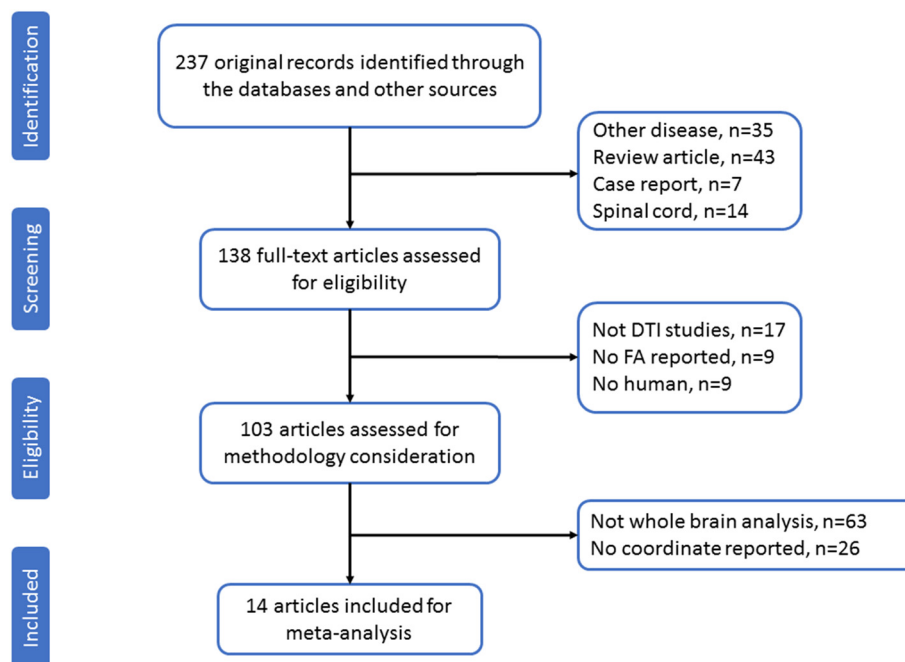 Identification
237 original records identified through
the databases and other sources
Other disease, n=35
Review article, n=43
Case report, n=7
Spinal cord, n=14
Screening
138 full-text articles assessed
for eligibility
Not DTI studies, n=17
No FA reported, n=9
No human, n=9
Eligibility
103 articles assessed for
methodology consideration
Not whole brain analysis, n=63
No coordinate reported, n=26
Included
14 articles included for
meta-analysis